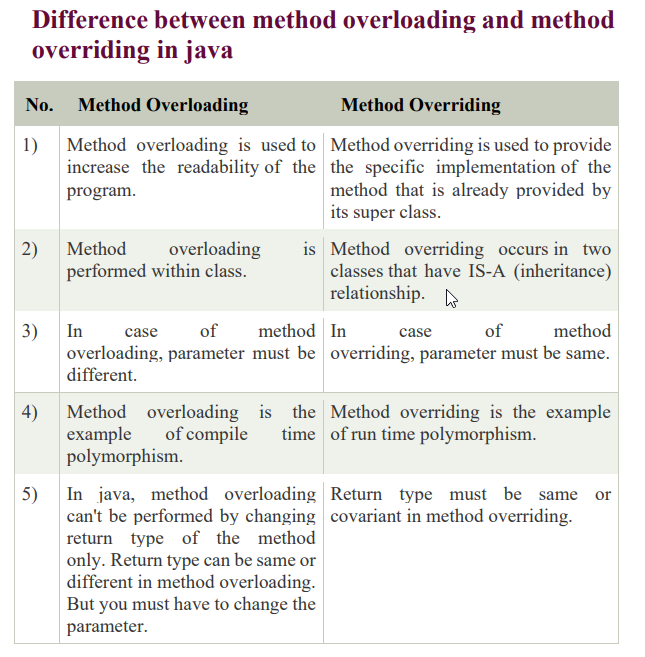 Difference between method overloading and method
overriding in java
No. Method Overloading Method Overriding
1) Method overloading is used to
increase the readability of the
program.
Method overriding is used to provide
the specific implementation of the
method that is already provided by
its super class.
2) Method overloading is
performed within class.
Method overriding occurs in two
classes that have IS-A (inheritance)
relationship.
3) In case of method
overloading, parameter must be
different.
In case of method
overriding, parameter must be same.
4) Method overloading is the
example of compile time
polymorphism.
Method overriding is the example
of run time polymorphism.
5) In java, method overloading
can't be performed by changing
return type of the method
only. Return type can be same or
different in method overloading.
But you must have to change the
parameter.
Return type must be same or
covariant in method overriding.